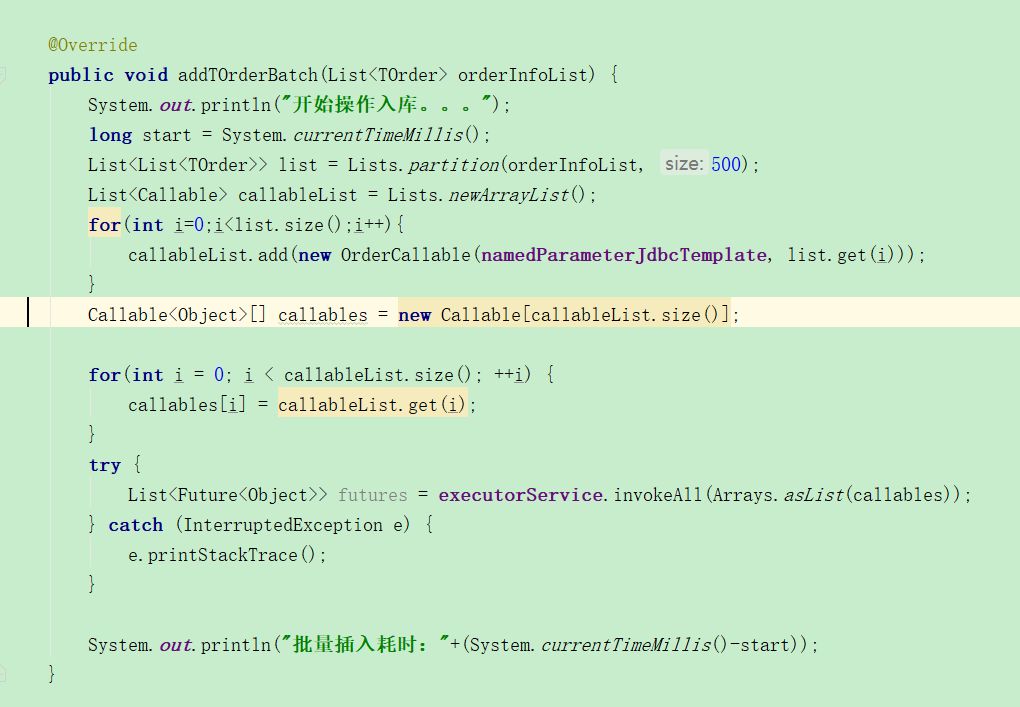 @Override
public void addTOrderBatch(List<TOrder> orderInfoList) {
System.out.println("开始操作入库。。。");
long start = System.currentTimeMillis();
List<List<TOrder>> list = Lists.partition(orderInfoList, size: 500);
List<Callable> callableList = Lists.newArrayList();
for(int i=0;i<list.size();i++){
callableList.add(new OrderCallable(namedParameterJdbcTemplate, list.get(i)));
}
Callable<Object>[] callables = new Callable[callableList.size()];
for(int i = 0; i < callableList.size(); ++i) {
callables[i] = callableList.get(i);
}
try {
List<Future<Object>> futures = executorService.invokeAll(Arrays.asList(callables));
} catch (InterruptedException e) {
e.printStackTrace();
}
System.out.println("批量插入耗时："+(System.currentTimeMillis()-start));
}